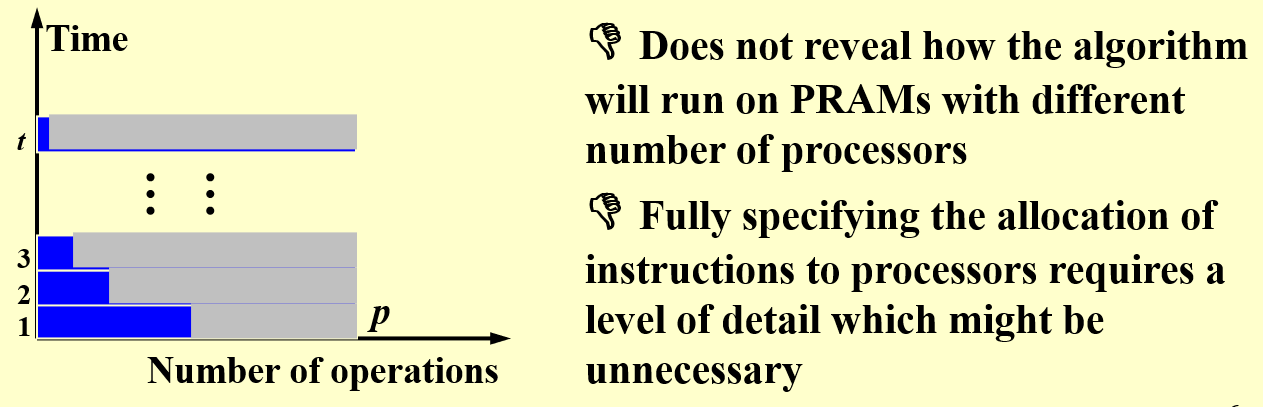 Time
t
3
2
1
p
Number of operations
👎 Does not reveal how the algorithm
will run on PRAMs with different
number of processors
👎 Fully specifying the allocation of
instructions to processors requires a
level of detail which might be
unnecessary